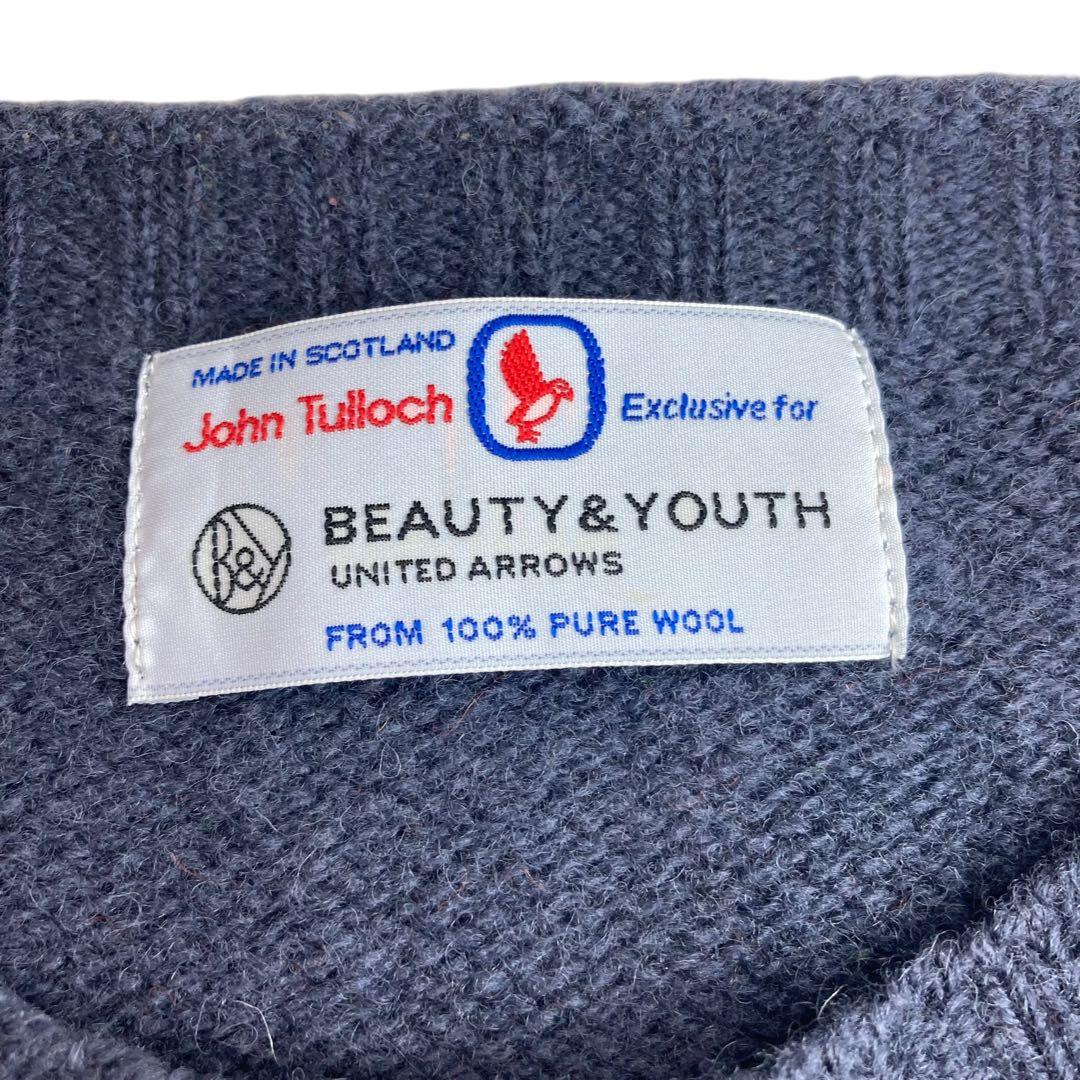 MADE IN SCOTLAND
John Tulloch
Exclusive for
B&Y
BEAUTY&YOUTH
UNITED ARROWS
FROM 100% PURE WOOL